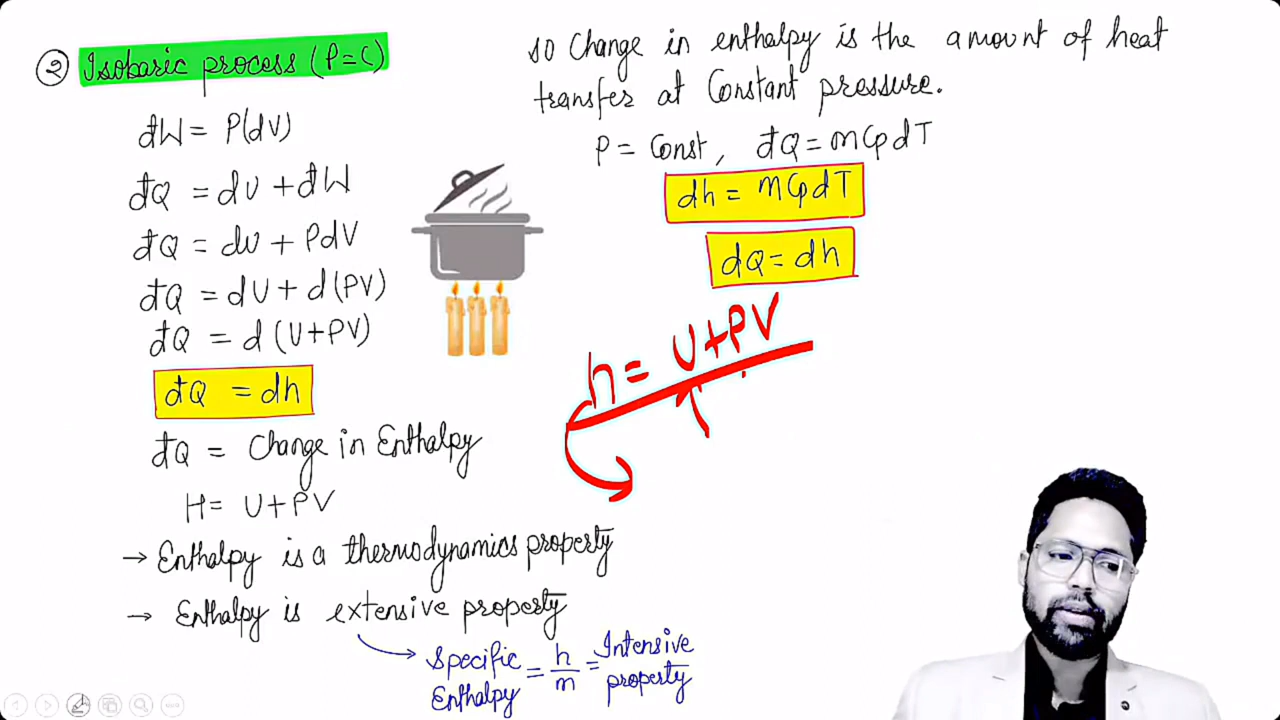 ② Isobaric process (P=C)
đW = P(dV)
đQ = dU + đW
đQ = dU + PdV
đQ = dU + d(PV)
đQ = d(U+PV)
đQ = dh
đQ = Change in Enthalpy
H = U+PV
→ Enthalpy is a thermodynamics property
→ Enthalpy is extensive property
Specific Enthalpy = h/m = Intensive property
so Change in enthalpy is the amount of heat
transfer at Constant pressure.
P = Const, đQ = mCpdT
dh = mCpdT
dQ = dh
h = U+PV